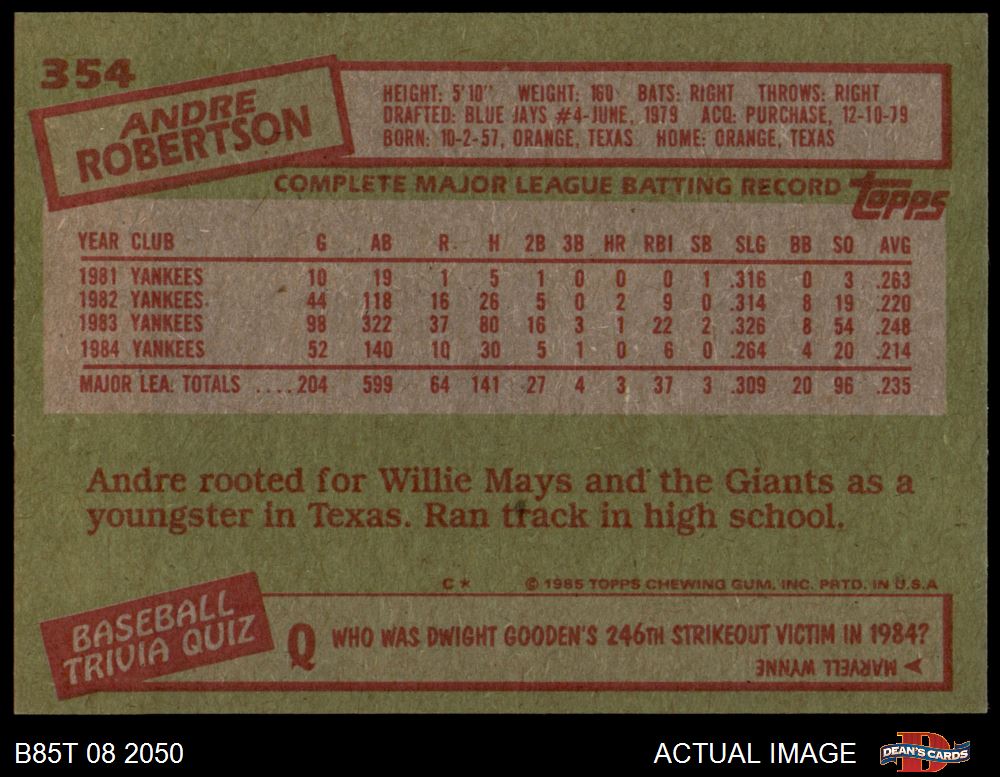 354
ANDRE
ROBERTSON
HEIGHT: 5'10" WEIGHT: 160 BATS: RIGHT THROWS: RIGHT
DRAFTED: BLUE JAYS #4-JUNE, 1979 ACQ: PURCHASE, 12-10-79
BORN: 10-2-57, ORANGE, TEXAS HOME: ORANGE, TEXAS
COMPLETE MAJOR LEAGUE BATTING RECORD topps
YEAR CLUB G AB R H 2B 3B HR RBI SB SLG BB SO AVG
1981 YANKEES 10 19 1 5 1 0 0 0 1 .316 0 3 .263
1982 YANKEES 44 118 16 26 5 0 2 9 0 .314 8 19 .220
1983 YANKEES 98 322 37 80 16 3 1 22 2 .326 8 54 .248
1984 YANKEES 52 140 10 30 5 1 0 6 0 .264 4 20 .214
MAJOR LEA. TOTALS ....204 599 64 141 27 4 3 37 3 .309 20 96 .235
Andre rooted for Willie Mays and the Giants as a
youngster in Texas. Ran track in high school.
C* © 1985 TOPPS CHEWING GUM, INC. PRTD. IN U.S.A
BASEBALL
TRIVIA QUIZ
Q WHO WAS DWIGHT GOODEN'S 246TH STRIKEOUT VICTIM IN 1984?
MARVELL WYNNE
B85T 08 2050 ACTUAL IMAGE D DEAN'S CARDS